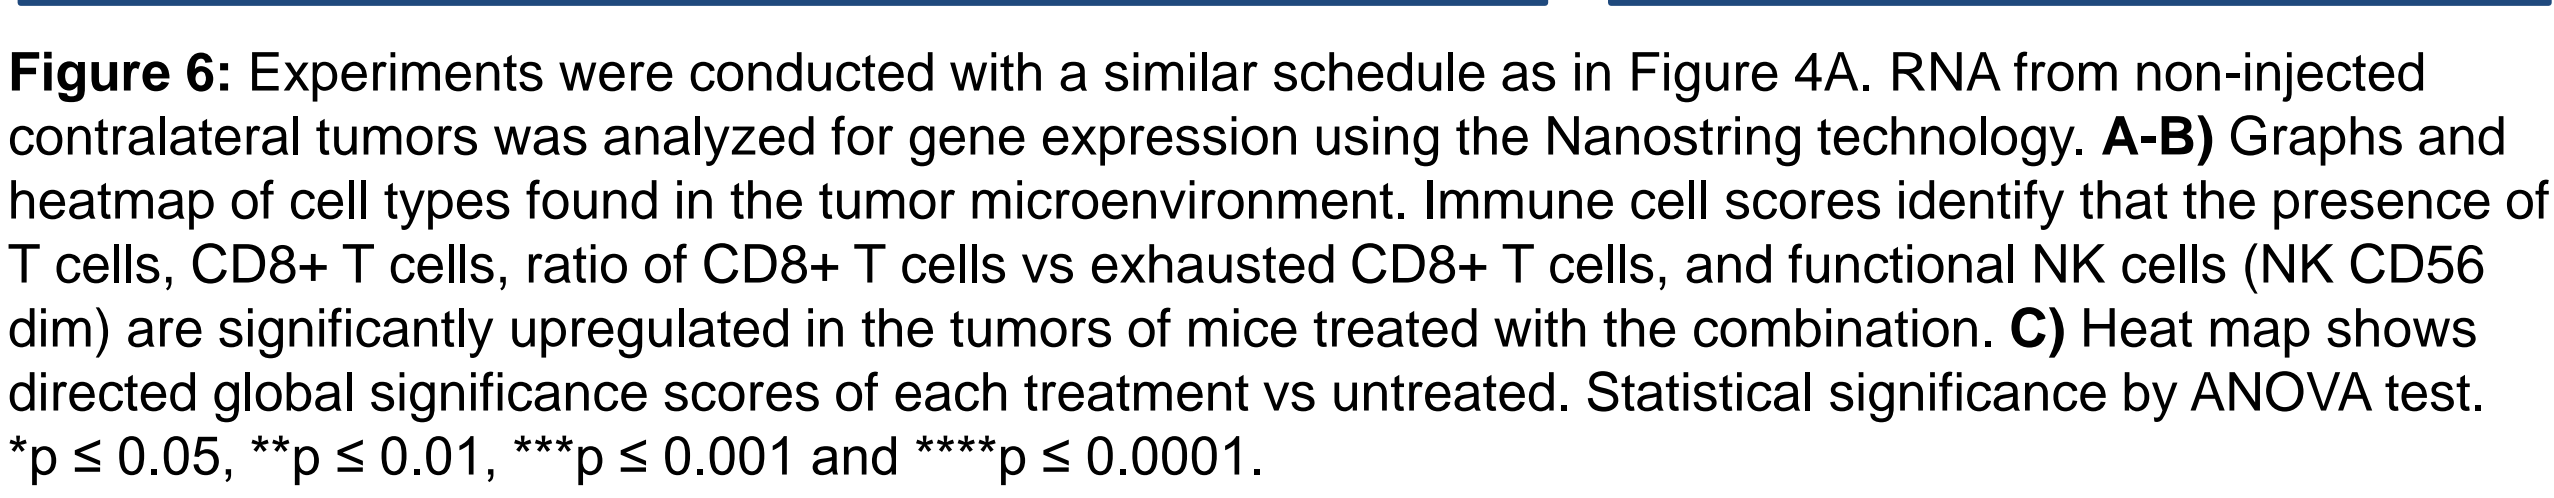 Figure 6: Experiments were conducted with a similar schedule as in Figure 4A. RNA from non-injected
contralateral tumors was analyzed for gene expression using the Nanostring technology. A-B) Graphs and
heatmap of cell types found in the tumor microenvironment. Immune cell scores identify that the presence of
T cells, CD8+ T cells, ratio of CD8+ T cells vs exhausted CD8+ T cells, and functional NK cells (NK CD56
dim) are significantly upregulated in the tumors of mice treated with the combination. C) Heat map shows
directed global significance scores of each treatment vs untreated. Statistical significance by ANOVA test.
*p ≤ 0.05, **p ≤ 0.01, ***p ≤ 0.001 and ****p ≤ 0.0001.